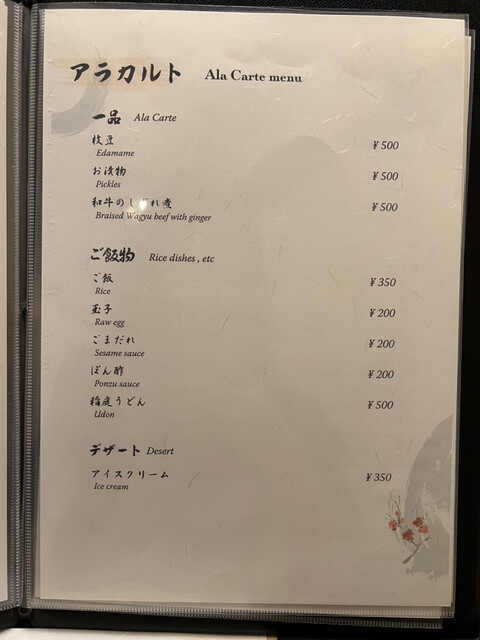 アラカルト Ala Carte menu
一品 Ala Carte
枝豆 ¥500
Edamame
お漬物 ¥500
Pickles
和牛のしぐれ煮 ¥500
Braised Wagyu beef with ginger
ご飯物 Rice dishes , etc
ご飯 ¥350
Rice
玉子 ¥200
Raw egg
ごまだれ ¥200
Sesame sauce
ぽん酢 ¥200
Ponzu sauce
稲庭うどん ¥500
Udon
デザート Desert
アイスクリーム ¥350
Ice cream